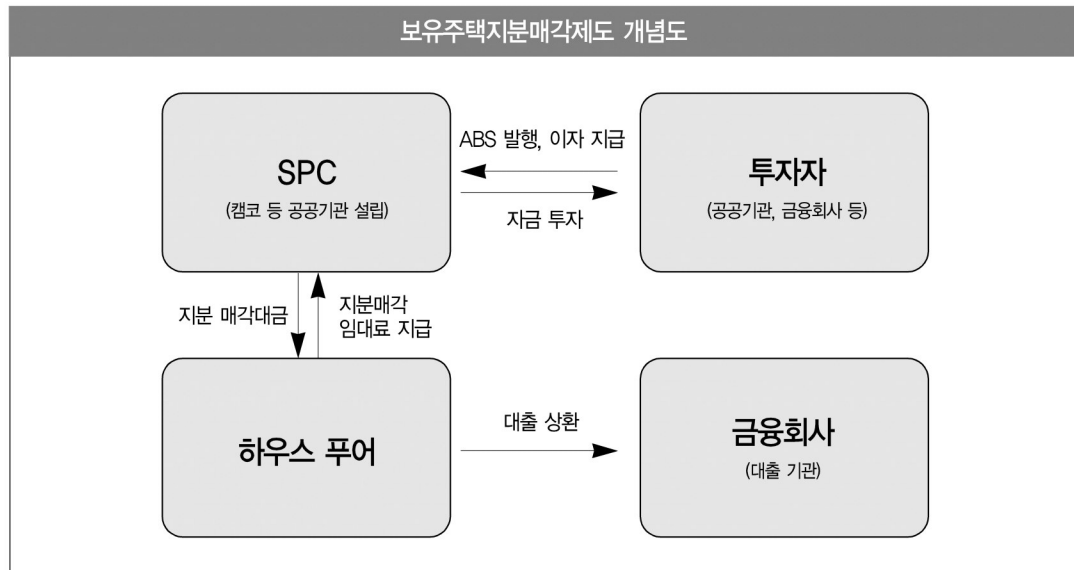 보유주택지분매각제도 개념도
SPC
(캠코 등 공공기관 설립)
ABS 발행, 이자 지급
자금 투자
투자자
(공공기관, 금융회사 등)
지분 매각대금
지분매각
임대료 지급
하우스 푸어
대출 상환
금융회사
(대출 기관)